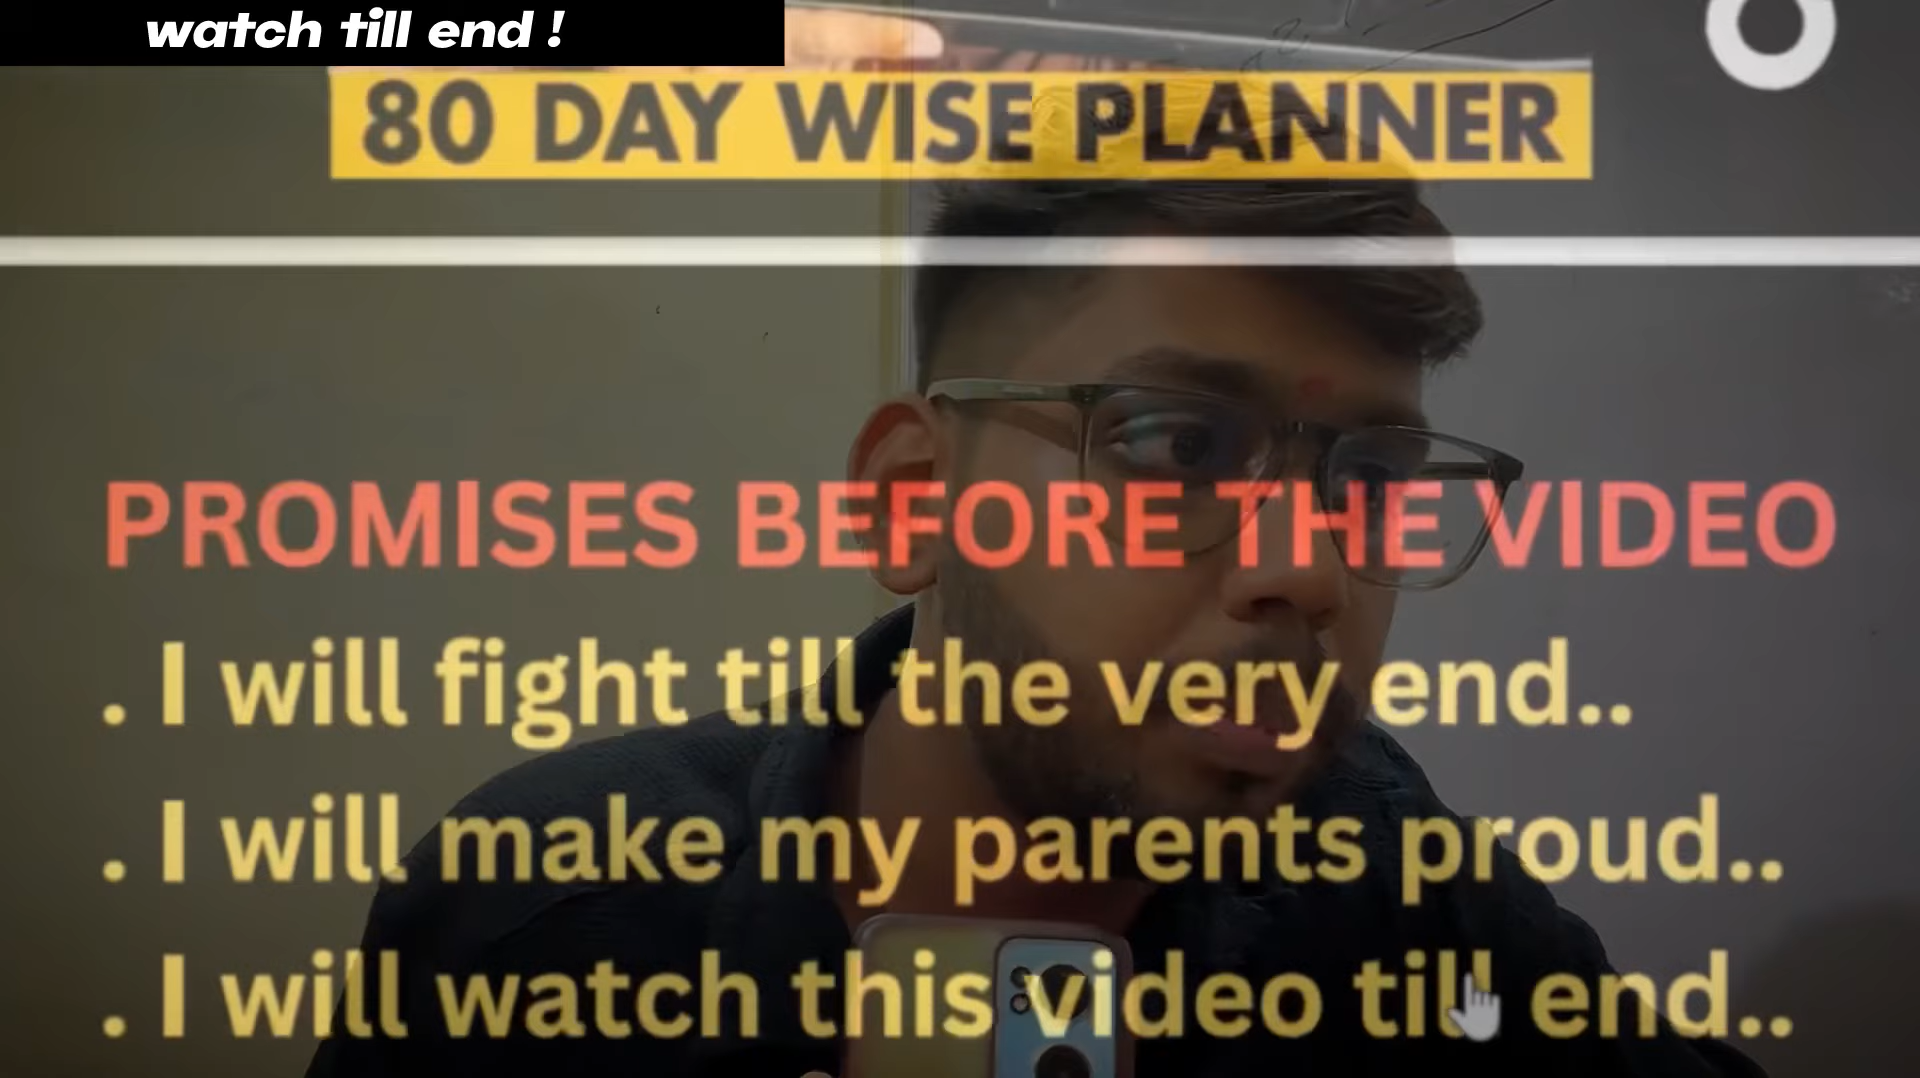 watch till end !
80 DAY WISE PLANNER
PROMISES BEFORE THE VIDEO
. I will fight till the very end..
. I will make my parents proud..
. I will watch this video till end..